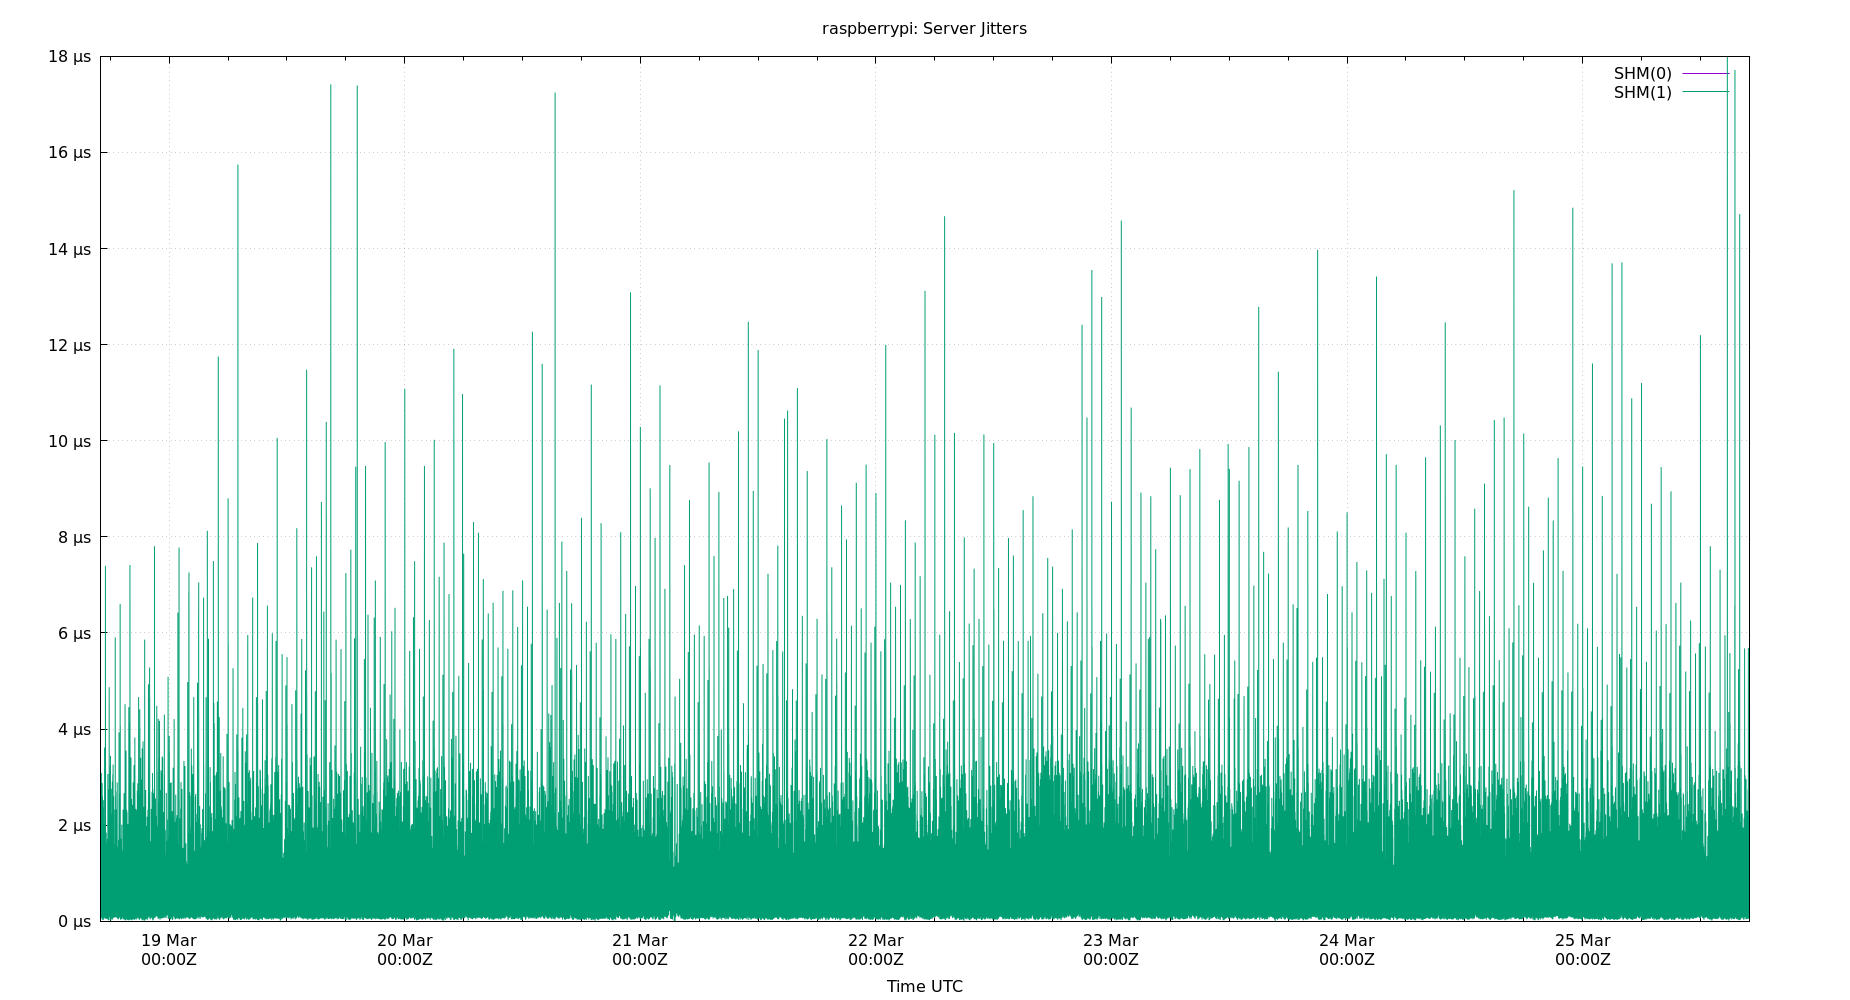 raspberrypi: Server Jitters
18 µs
16 µs
14 µs
12 µs
10 µs
8 µs
6 µs
4 µs
2 µs
0 µs
SHM(0)
SHM(1)
19 Mar 20 Mar 21 Mar 22 Mar 23 Mar 24 Mar 25 Mar
00:00Z 00:00Z 00:00Z 00:00Z 00:00Z 00:00Z 00:00Z
Time UTC